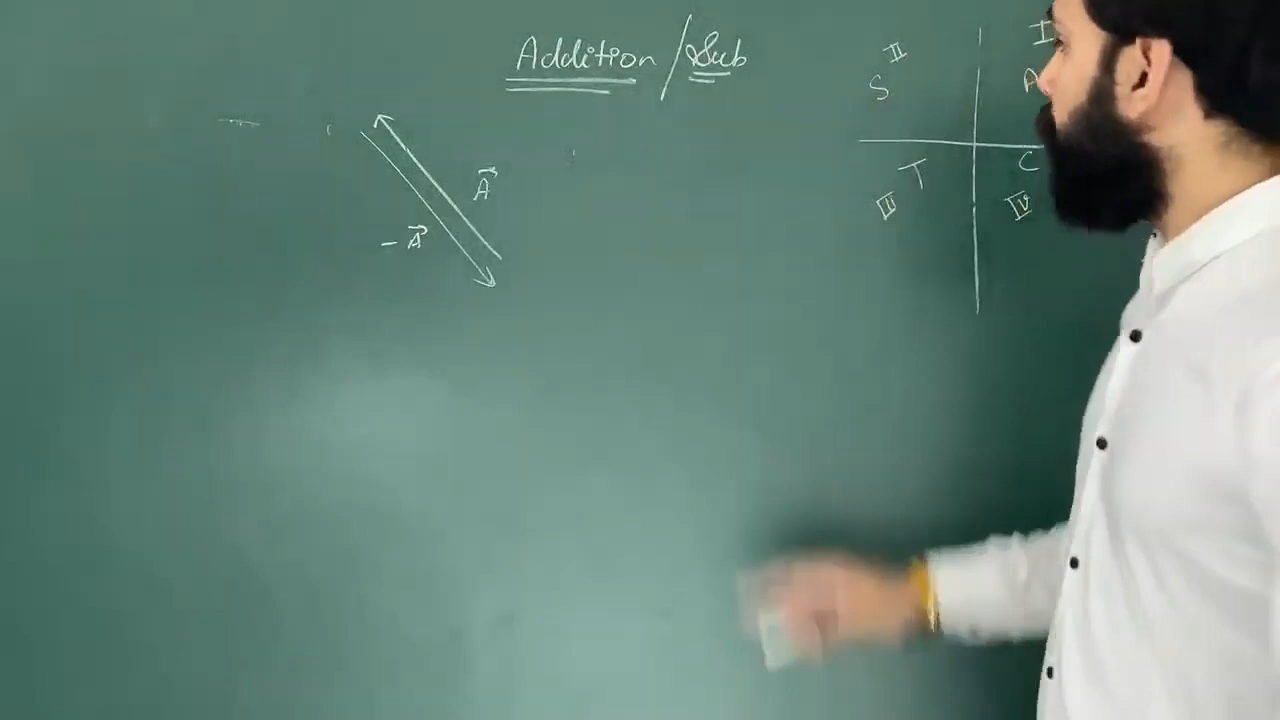 Addition / Sub
A⃗
- A⃗
II
I
S
A
T
C
III
IV